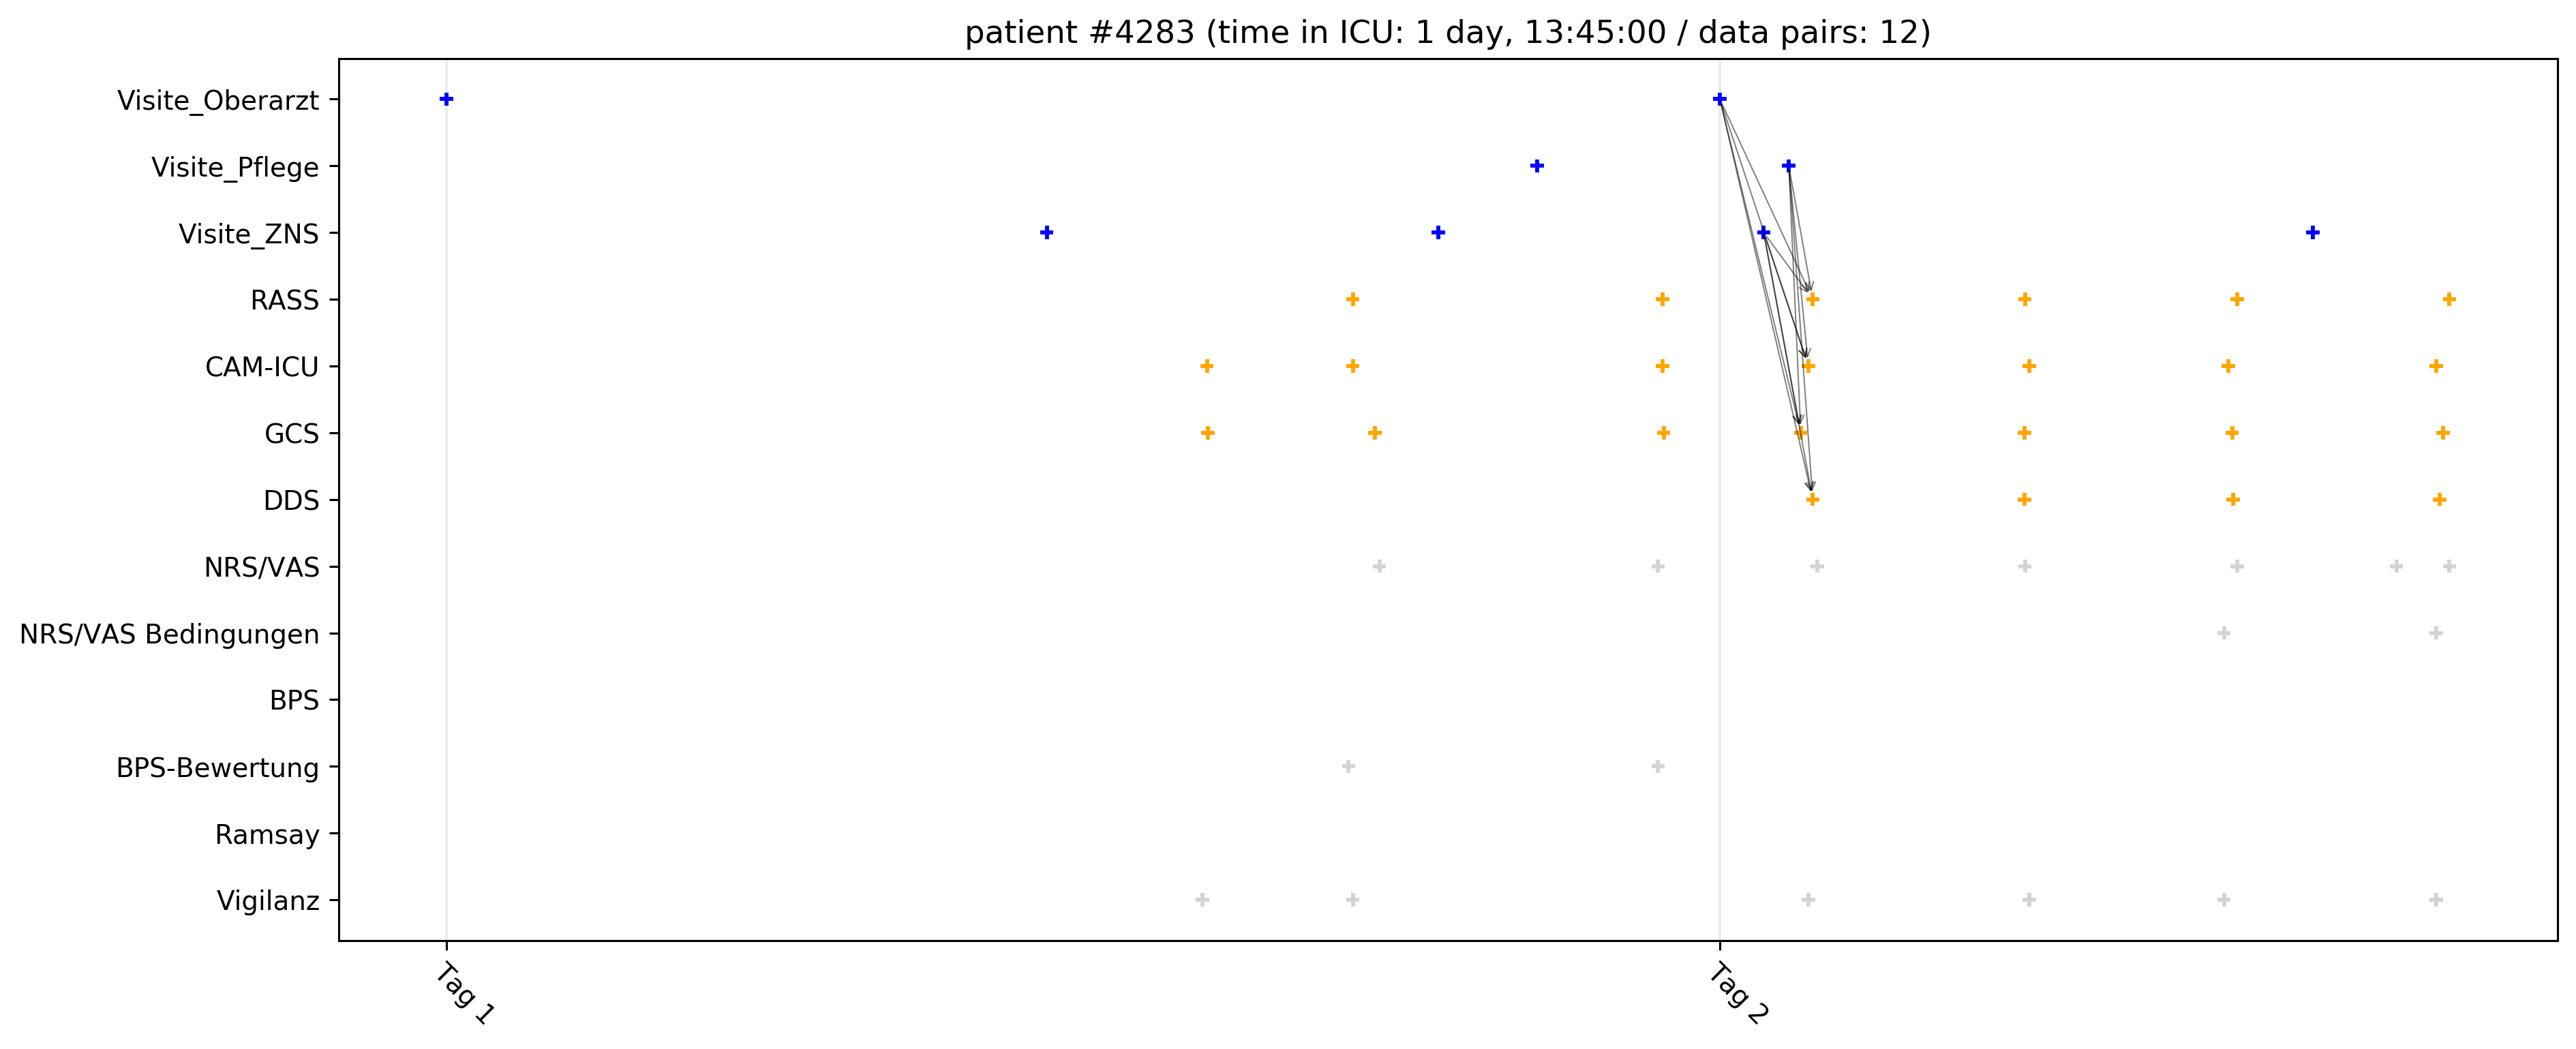 patient #4283 (time in ICU: 1 day, 13:45:00 / data pairs: 12)
Visite_Oberarzt
Visite_Pflege
Visite_ZNS
RASS
CAM-ICU
GCS
DDS
NRS/VAS
NRS/VAS Bedingungen
BPS
BPS-Bewertung
Ramsay
Vigilanz
Tag 1
Tag 2